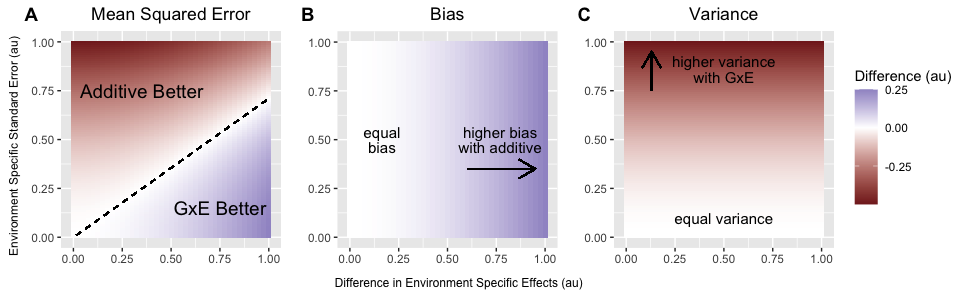 A Mean Squared Error
B Bias
C Variance
Environment Specific Standard Error (au)
1.00
0.75
0.50
0.25
0.00
Additive Better
GxE Better
0.00 0.25 0.50 0.75 1.00
1.00
0.75
0.50
0.25
0.00
equal
bias
higher bias
with additive
0.00 0.25 0.50 0.75 1.00
1.00
0.75
0.50
0.25
0.00
higher variance
with GxE
equal variance
0.00 0.25 0.50 0.75 1.00
Difference in Environment Specific Effects (au)
Difference (au)
0.25
0.00
-0.25